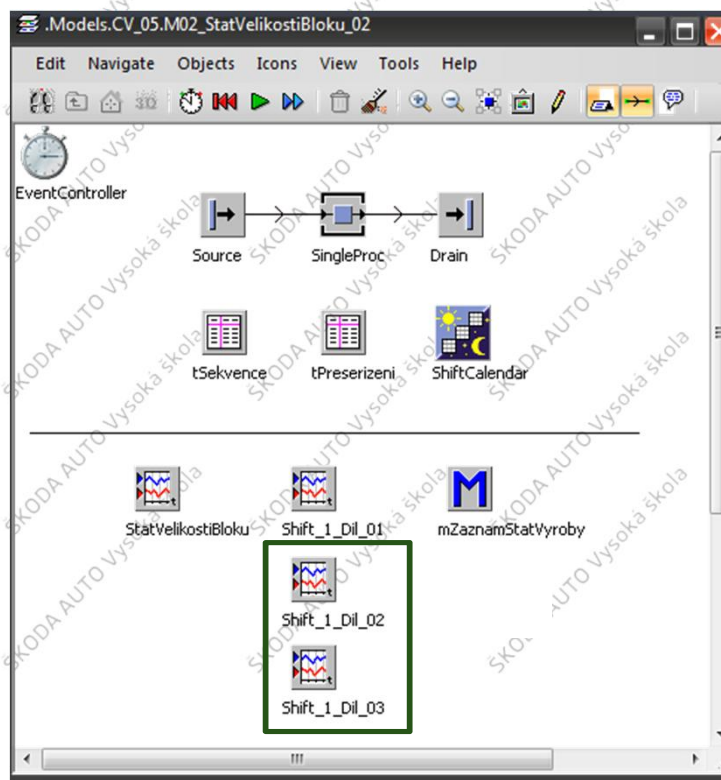 .Models.CV_05.M02_StatVelikostiBloku_02
Edit Navigate Objects Icons View Tools Help
3D
EventController
Source SingleProc Drain
tSekvence tPreserizeni ShiftCalendar
M
StatVelikostiBloku Shift_1_Dil_01 mZaznamStatVyroby
Shift_1_Dil_02
Shift_1_Dil_03
ŠKODA AUTO Vysoká škola